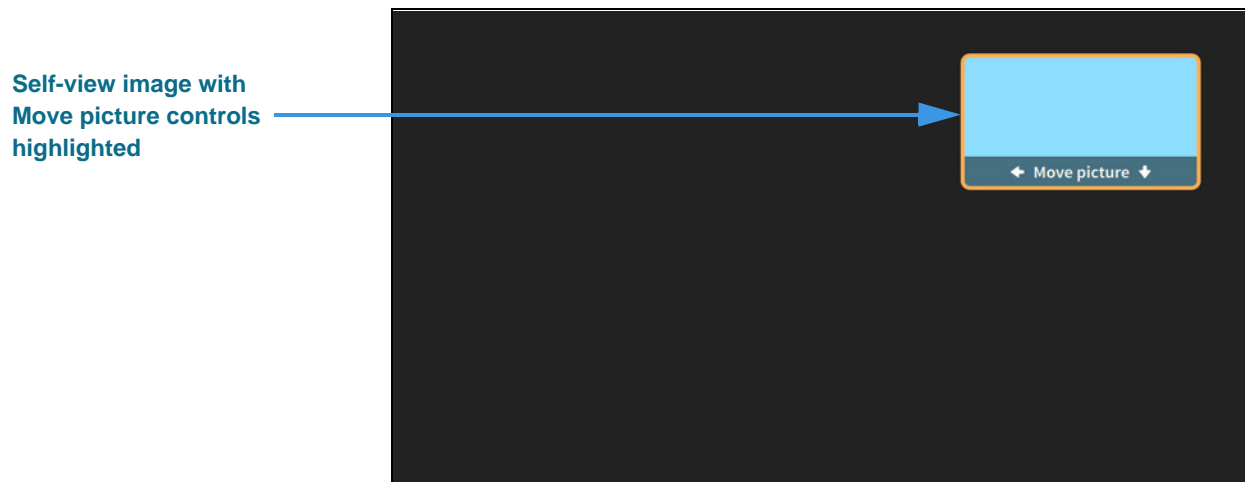 Self-view image with
Move picture controls
highlighted
Move picture